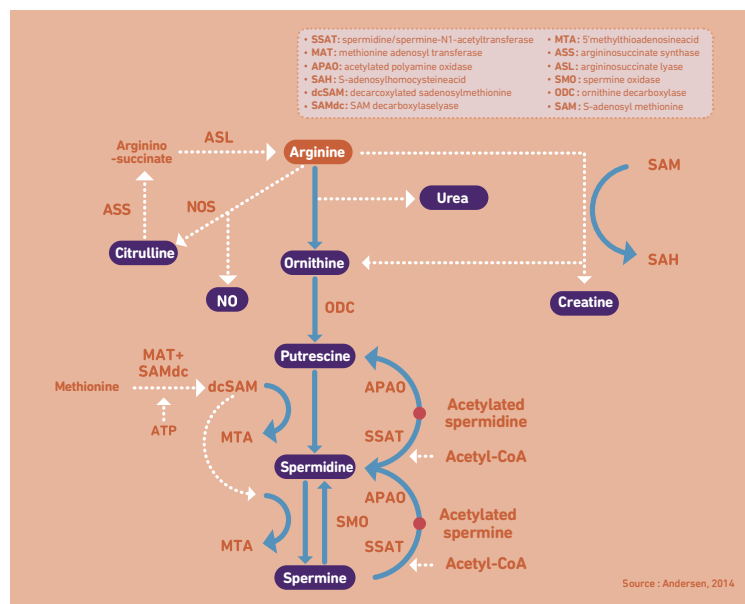 • SSAT: spermidine/spermine-N1-acetyltransferase
• MAT: methionine adenosyl transferase
• APAO: acetylated polyamine oxidase
• SAH: S-adenosylhomocysteineacid
• dcSAM: decarcoxylated sadenosylmethionine
• SAMdc: SAM decarboxylaselyase
• MTA: 5'methylthioadenosineacid
• ASS: argininosuccinate synthase
• ASL: argininosuccinate lyase
• SMO: spermine oxidase
• ODC: ornithine decarboxylase
• SAM: S-adenosyl methionine
Arginino
-succinate
ASL
Arginine
SAM
ASS
NOS
Urea
Citrulline
Ornithine
SAH
NO
Creatine
ODC
Putrescine
MAT+
SAMdc
Methionine
dcSAM
APAO
Acetylated
spermidine
ATP
MTA
SSAT
Acetyl-CoA
Spermidine
APAO
SMO
Acetylated
spermine
MTA
SSAT
Acetyl-CoA
Spermine
Source : Andersen, 2014